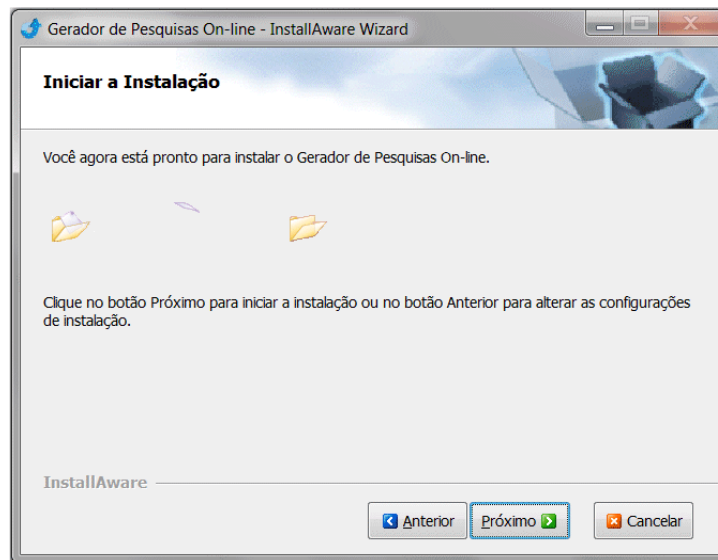 Gerador de Pesquisas On-line - InstallAware Wizard
Iniciar a Instalação
Você agora está pronto para instalar o Gerador de Pesquisas On-line.
Clique no botão Próximo para iniciar a instalação ou no botão Anterior para alterar as configurações
de instalação.
InstallAware
Anterior Próximo Cancelar